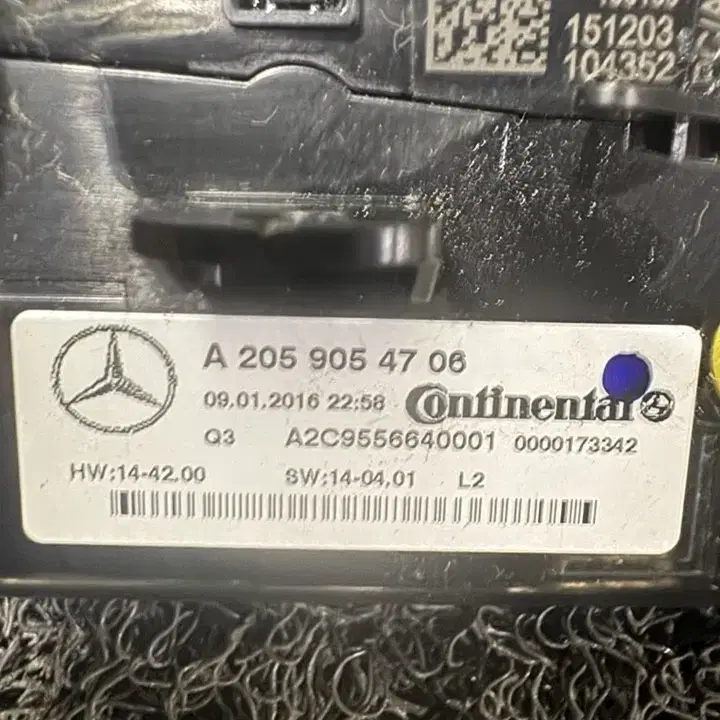 151203
104352
A 205 905 47 06
09.01.2016 22:58 Continental
Q3 A2C9556640001 0000173342
HW:14-42.00 SW:14-04.01 L2